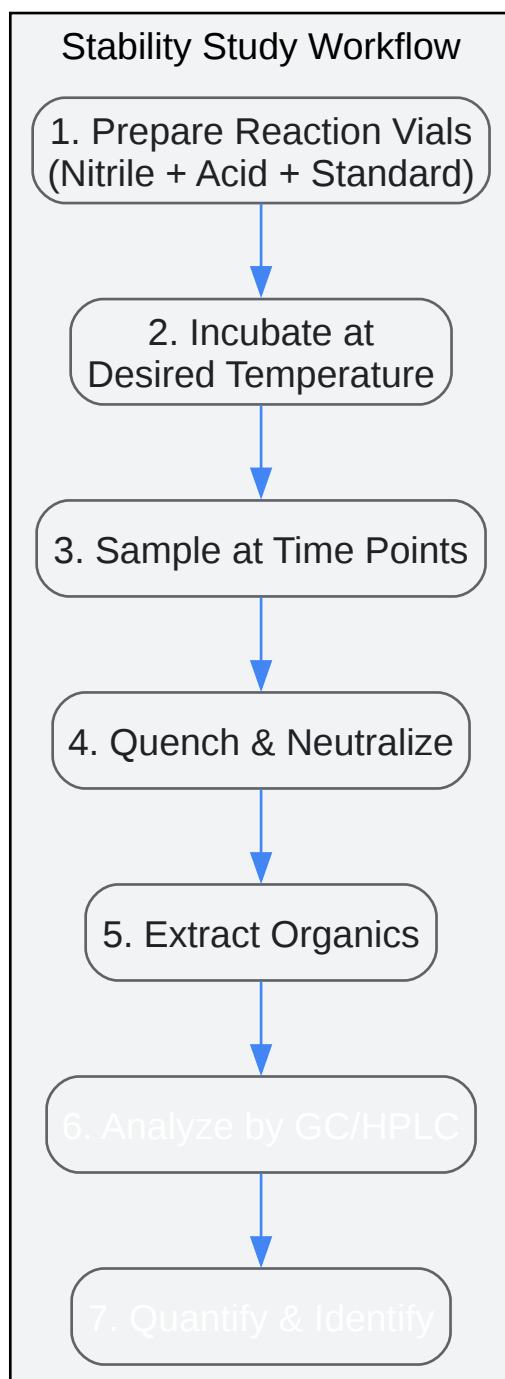 Stability Study Workflow
1. Prepare Reaction Vials
(Nitrile + Acid + Standard)
2. Incubate at
Desired Temperature
3. Sample at Time Points
4. Quench & Neutralize
5. Extract Organics
6. Analyze by GC/HPLC
7. Quantify & Identify